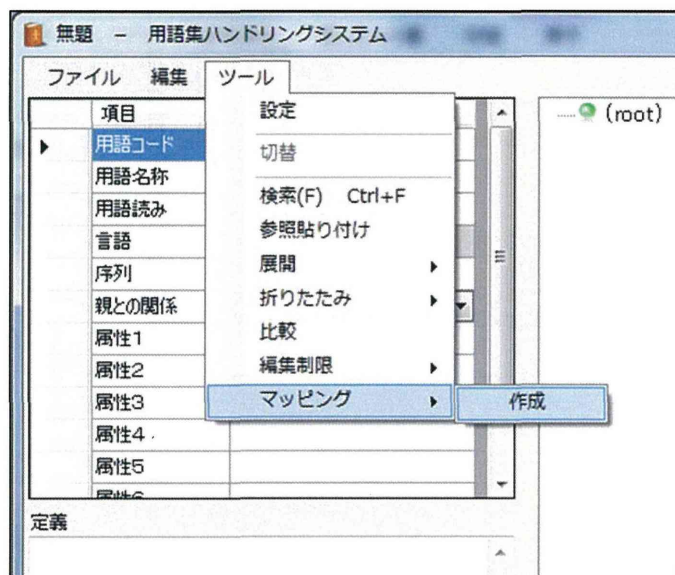 無題 － 用語集ハンドリングシステム
ファイル 編集 ツール
項目
用語コード
用語名称
用語読み
言語
序列
親との関係
属性1
属性2
属性3
属性4
属性5
設定
切替
検索(F) Ctrl+F
参照貼り付け
展開
折りたたみ
比較
編集制限
マッピング
作成
(root)
定義